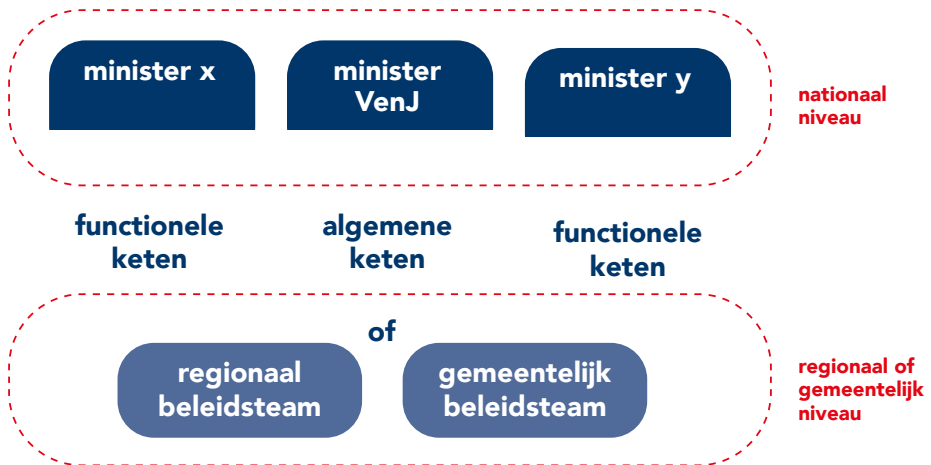 minister x
minister
VenJ
minister y
nationaal
niveau
functionele
keten
algemene
keten
functionele
keten
of
regionaal
beleidsteam
gemeentelijk
beleidsteam
regionaal of
gemeentelijk
niveau